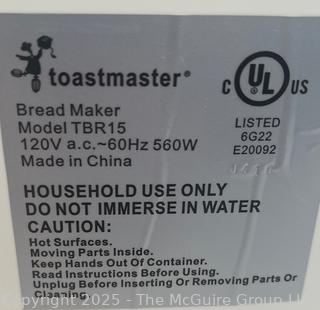 toastmaster®
Bread Maker
Model TBR15
120V a.c.~60Hz 560W
Made in China
C UL US
LISTED
6G22
E20092
HOUSEHOLD USE ONLY
DO NOT IMMERSE IN WATER
CAUTION:
Hot Surfaces.
Moving Parts Inside.
Keep Hands Out Of Container.
Read Instructions Before Using.
Unplug Before Inserting Or Removing Parts Or
Cleaning.
© 2025 - The McGuire Group LL